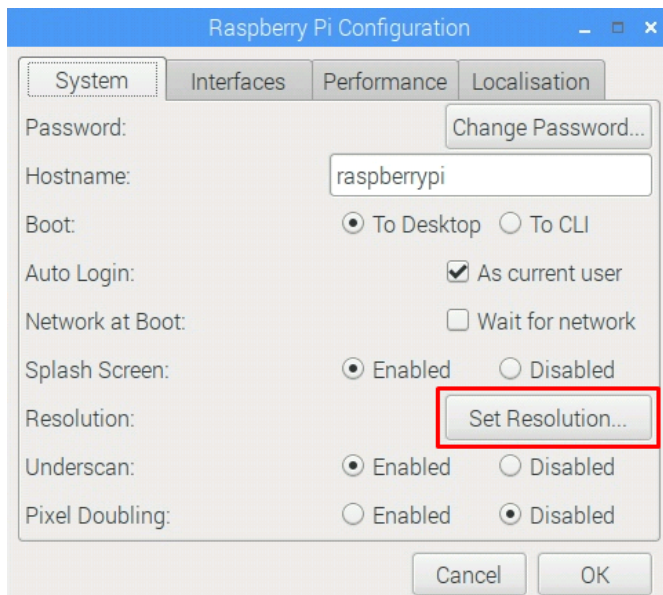 Raspberry Pi Configuration
System Interfaces Performance Localisation
Password: Change Password...
Hostname: raspberrypi
Boot: To Desktop To CLI
Auto Login: As current user
Network at Boot: Wait for network
Splash Screen: Enabled Disabled
Resolution: Set Resolution...
Underscan: Enabled Disabled
Pixel Doubling: Enabled Disabled
Cancel OK